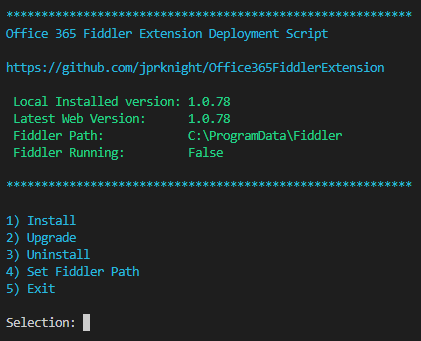 **********************************************************
Office 365 Fiddler Extension Deployment Script
https://github.com/jprknight/Office365FiddlerExtension
Local Installed version: 1.0.78
Latest Web Version: 1.0.78
Fiddler Path: C:\ProgramData\Fiddler
Fiddler Running: False
**********************************************************
1) Install
2) Upgrade
3) Uninstall
4) Set Fiddler Path
5) Exit
Selection: